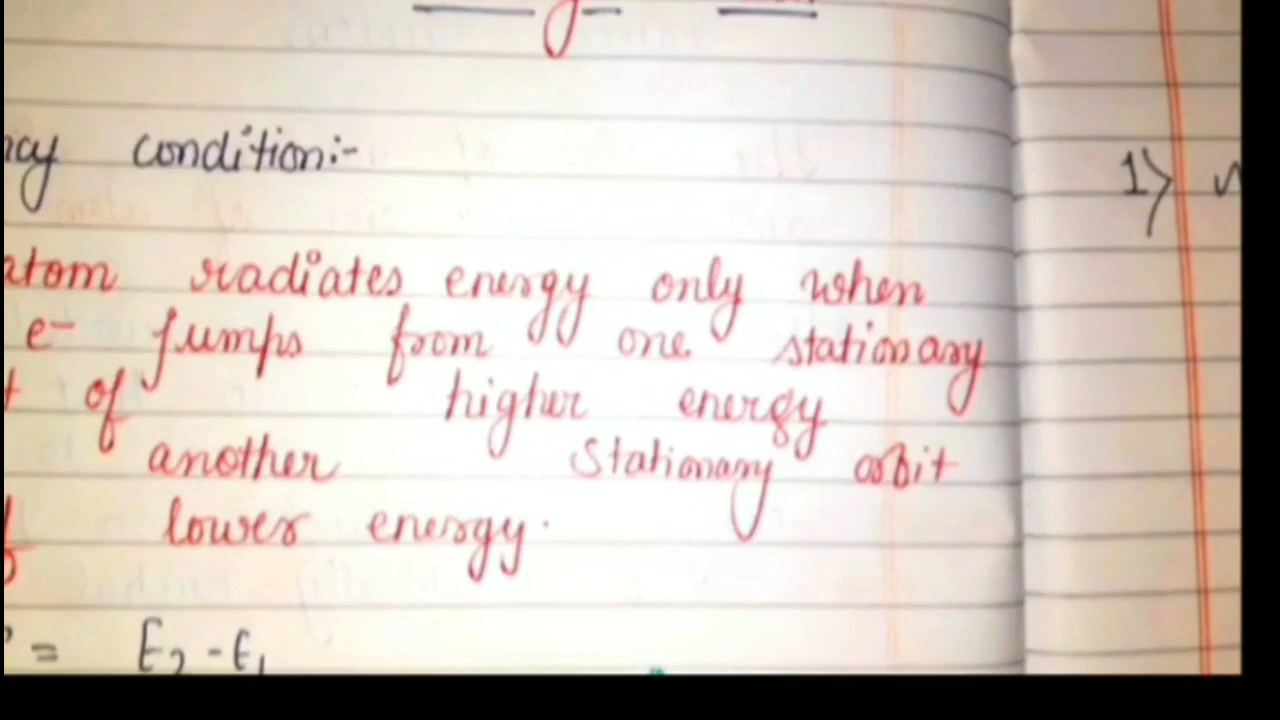 condition:-
atom radiates energy only when
e- jumps from one stationary
of higher energy
another stationary orbit
lower energy.
= E2 - E1
1)